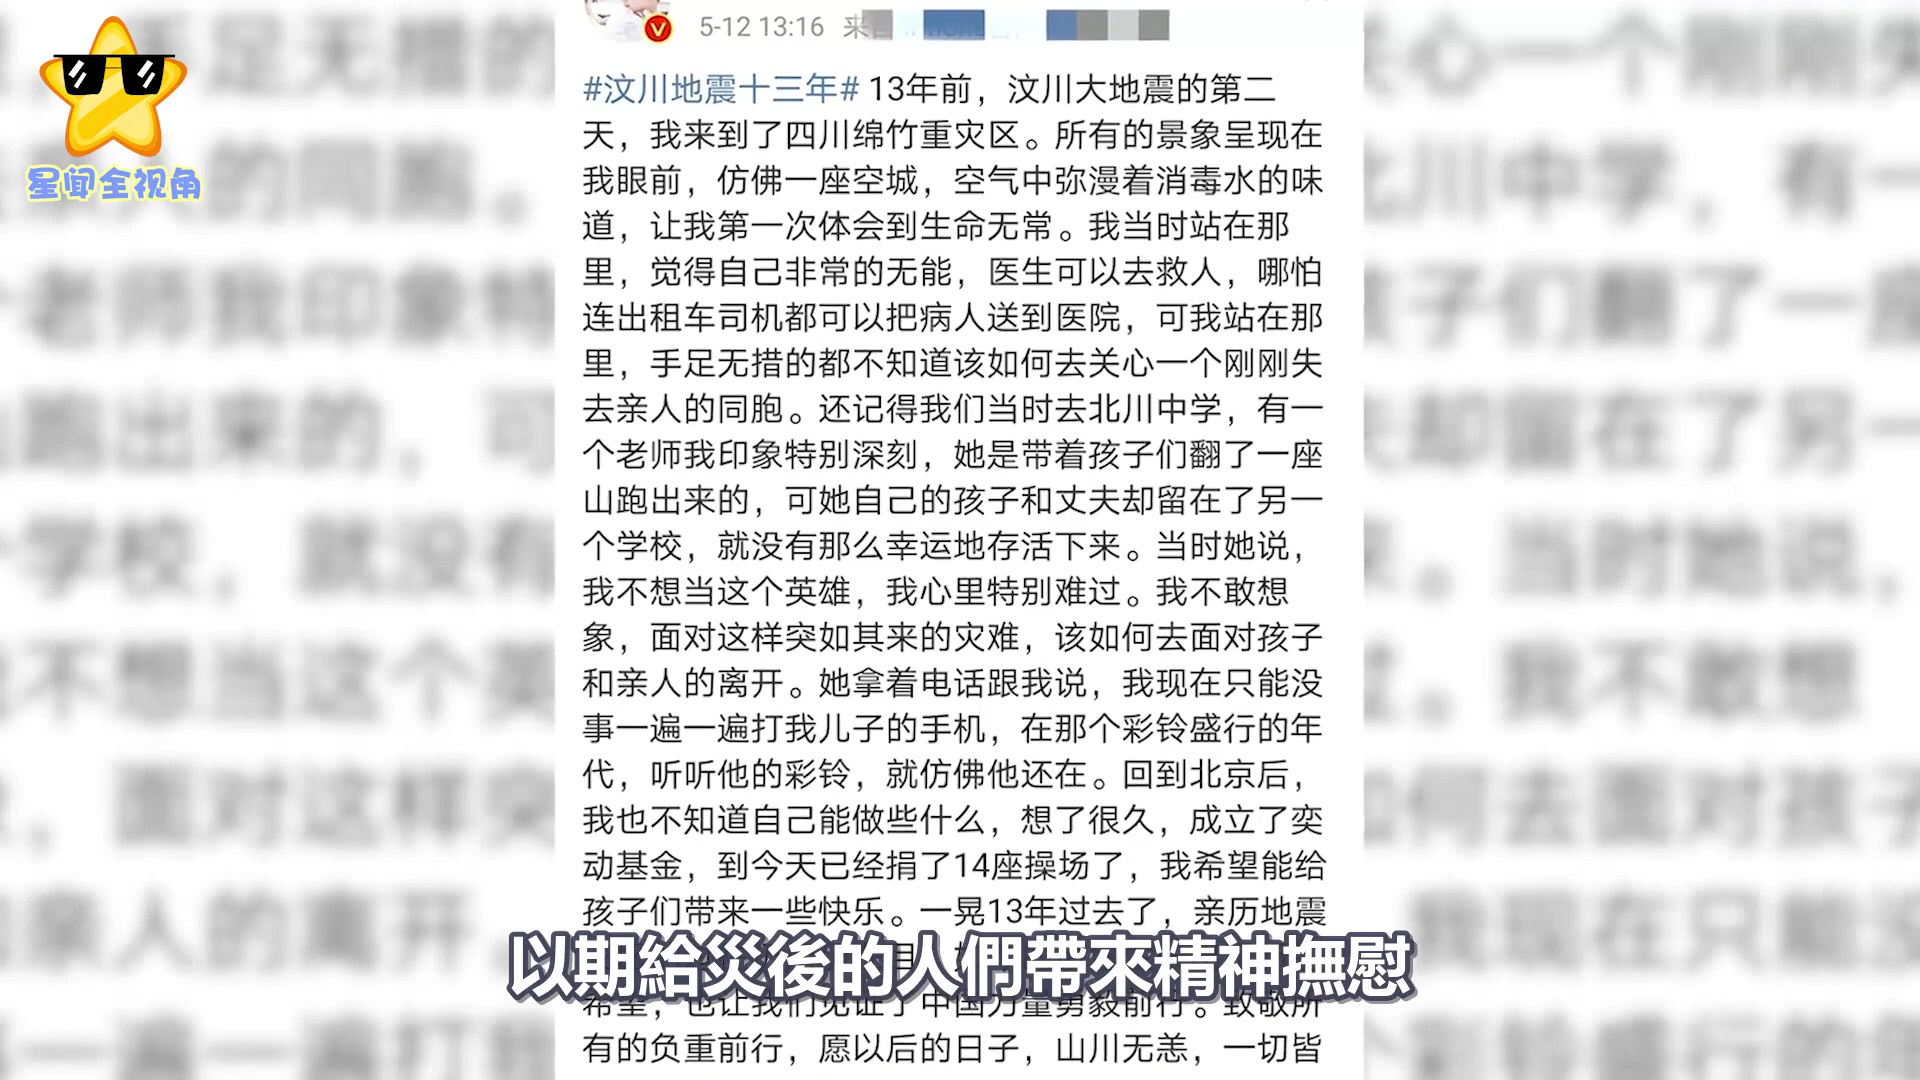 星闻全视角
5-12 13:16 来
#汶川地震十三年# 13年前，汶川大地震的第二
天，我来到了四川绵竹重灾区。所有的景象呈现在
我眼前，仿佛一座空城，空气中弥漫着消毒水的味
道，让我第一次体会到生命无常。我当时站在那
里，觉得自己非常的无能，医生可以去救人，哪怕
连出租车司机都可以把病人送到医院，可我站在那
里，手足无措的都不知道该如何去关心一个刚刚失
去亲人的同胞。还记得我们当时去北川中学，有一
个老师我印象特别深刻，她是带着孩子们翻了一座
山跑出来的，可她自己的孩子和丈夫却留在了另一
个学校，就没有那么幸运地存活下来。当时她说，
我不想当这个英雄，我心里特别难过。我不敢想
象，面对这样突如其来的灾难，该如何去面对孩子
和亲人的离开。她拿着电话跟我说，我现在只能没
事一遍一遍打我儿子的手机，在那个彩铃盛行的年
代，听听他的彩铃，就仿佛他还在。回到北京后，
我也不知道自己能做些什么，想了很久，成立了奕
动基金，到今天已经捐了14座操场了，我希望能给
孩子们带来一些快乐。一晃13年过去了，亲历地震
以期給災後的人們帶來精神撫慰
希望，也让我们见证了中国力量勇毅前行。致敬所
有的负重前行，愿以后的日子，山川无恙，一切皆